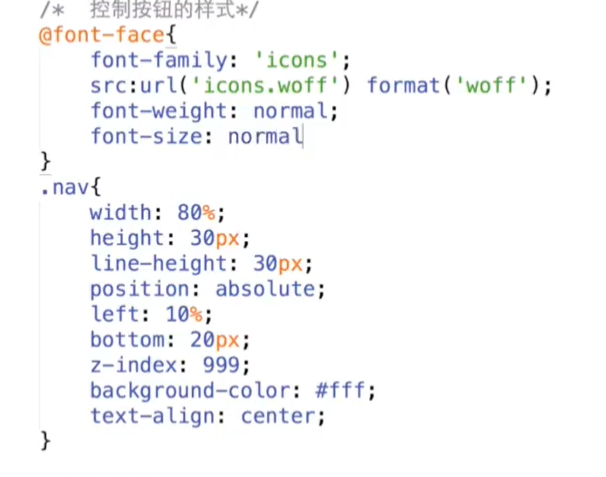 /*  控制按钮的样式*/
@font-face{
    font-family: 'icons';
    src:url('icons.woff') format('woff');
    font-weight: normal;
    font-size: normal
}
.nav{
    width: 80%;
    height: 30px;
    line-height: 30px;
    position: absolute;
    left: 10%;
    bottom: 20px;
    z-index: 999;
    background-color: #fff;
    text-align: center;
}